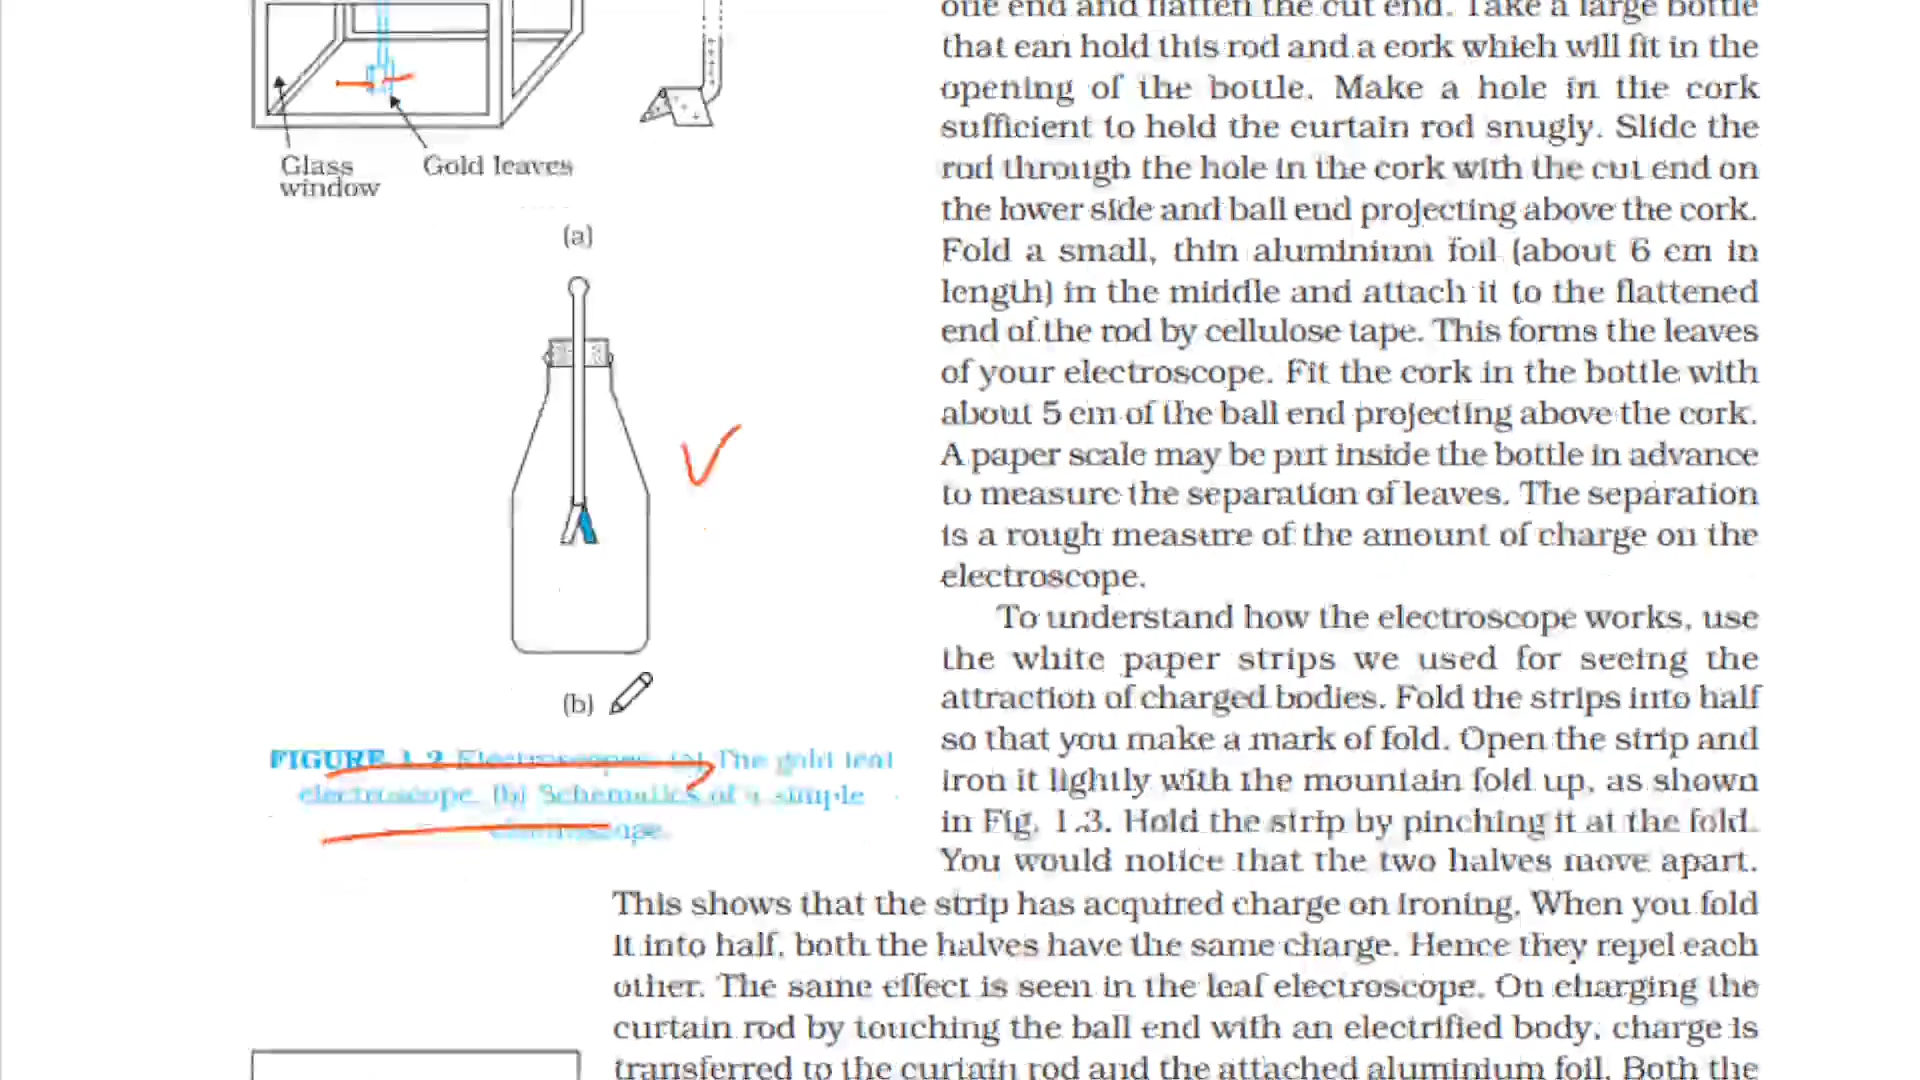 Glass
window
Gold leaves
(a)
(b)
FIGURE 1.2 Electroscopes: (a) The gold leaf
electroscope, (b) Schematics of a simple
electroscope.
one end and flatten the cut end. Take a large bottle
that can hold this rod and a cork which will fit in the
opening of the bottle. Make a hole in the cork
sufficient to hold the curtain rod snugly. Slide the
rod through the hole in the cork with the cut end on
the lower side and ball end projecting above the cork.
Fold a small, thin aluminium foil (about 6 cm in
length) in the middle and attach it to the flattened
end of the rod by cellulose tape. This forms the leaves
of your electroscope. Fit the cork in the bottle with
about 5 cm of the ball end projecting above the cork.
A paper scale may be put inside the bottle in advance
to measure the separation of leaves. The separation
is a rough measure of the amount of charge on the
electroscope.
To understand how the electroscope works, use
the white paper strips we used for seeing the
attraction of charged bodies. Fold the strips into half
so that you make a mark of fold. Open the strip and
iron it lightly with the mountain fold up, as shown
in Fig. 1.3. Hold the strip by pinching it at the fold.
You would notice that the two halves move apart.
This shows that the strip has acquired charge on ironing. When you fold
it into half, both the halves have the same charge. Hence they repel each
other. The same effect is seen in the leaf electroscope. On charging the
curtain rod by touching the ball end with an electrified body, charge is
transferred to the curtain rod and the attached aluminium foil. Both the